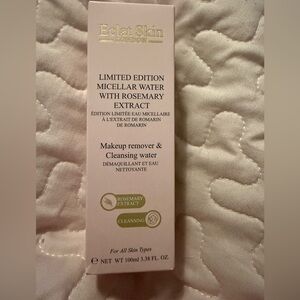 Eclat Skin
LONDON
LIMITED EDITION
MICELLAR WATER
WITH ROSEMARY
EXTRACT
ÉDITION LIMITÉE EAU MICELLAIRE
À L'EXTRAIT DE ROMARIN
DE ROMARIN
Makeup remover &
Cleansing water
DÉMAQUILLANT ET EAU
NETTOYANTE
ROSEMARY
EXTRACT
CLEANSING
For All Skin Types
℮ NET WT 100ml 3.38 FL. OZ.